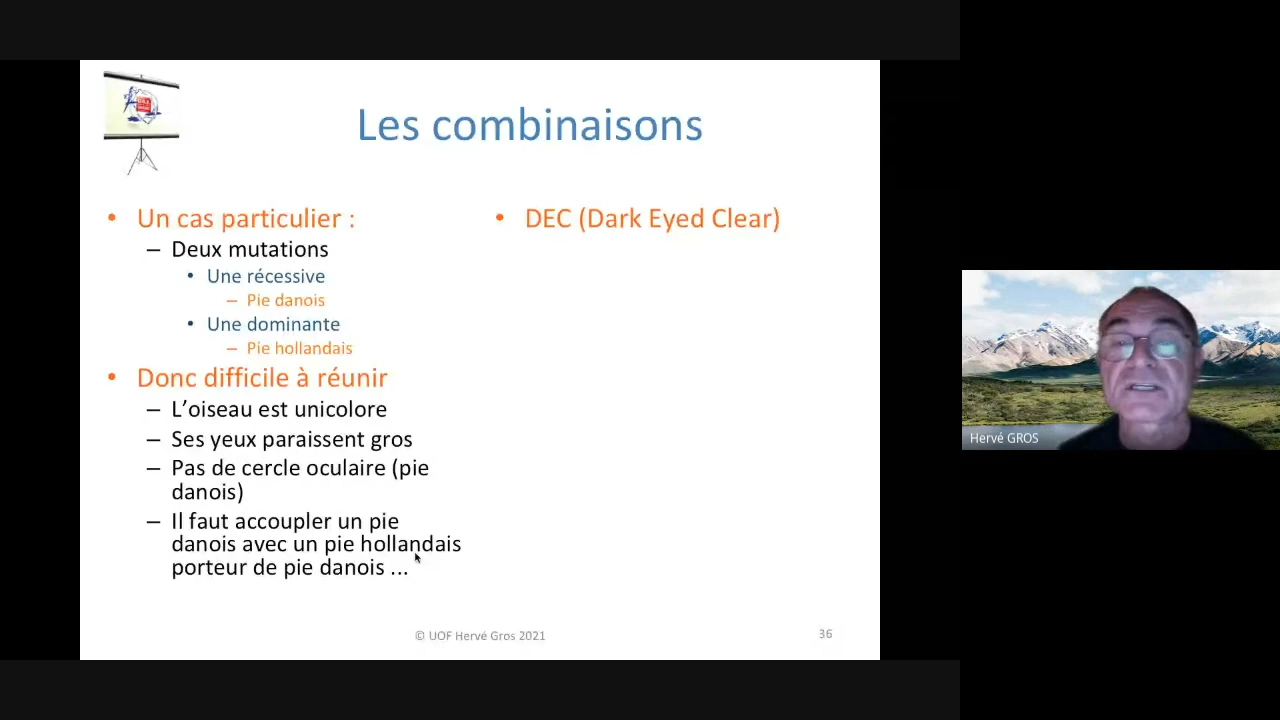 Les combinaisons
• Un cas particulier :
– Deux mutations
• Une récessive
– Pie danois
• Une dominante
– Pie hollandais
• Donc difficile à réunir
– L’oiseau est unicolore
– Ses yeux paraissent gros
– Pas de cercle oculaire (pie
danois)
– Il faut accoupler un pie
danois avec un pie hollandais
porteur de pie danois ...
• DEC (Dark Eyed Clear)
© UOF Hervé Gros 2021
36
Hervé GROS